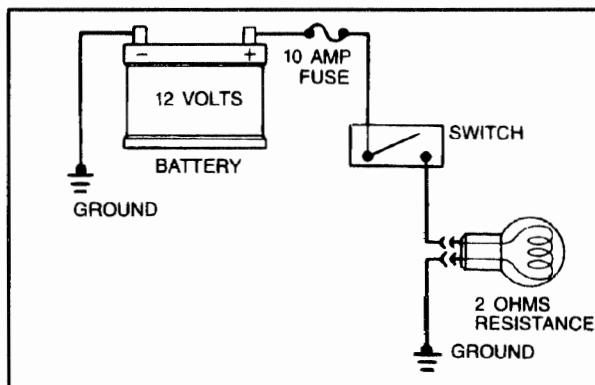 − +
10 AMP
FUSE
12 VOLTS
SWITCH
BATTERY
GROUND
2 OHMS
RESISTANCE
GROUND